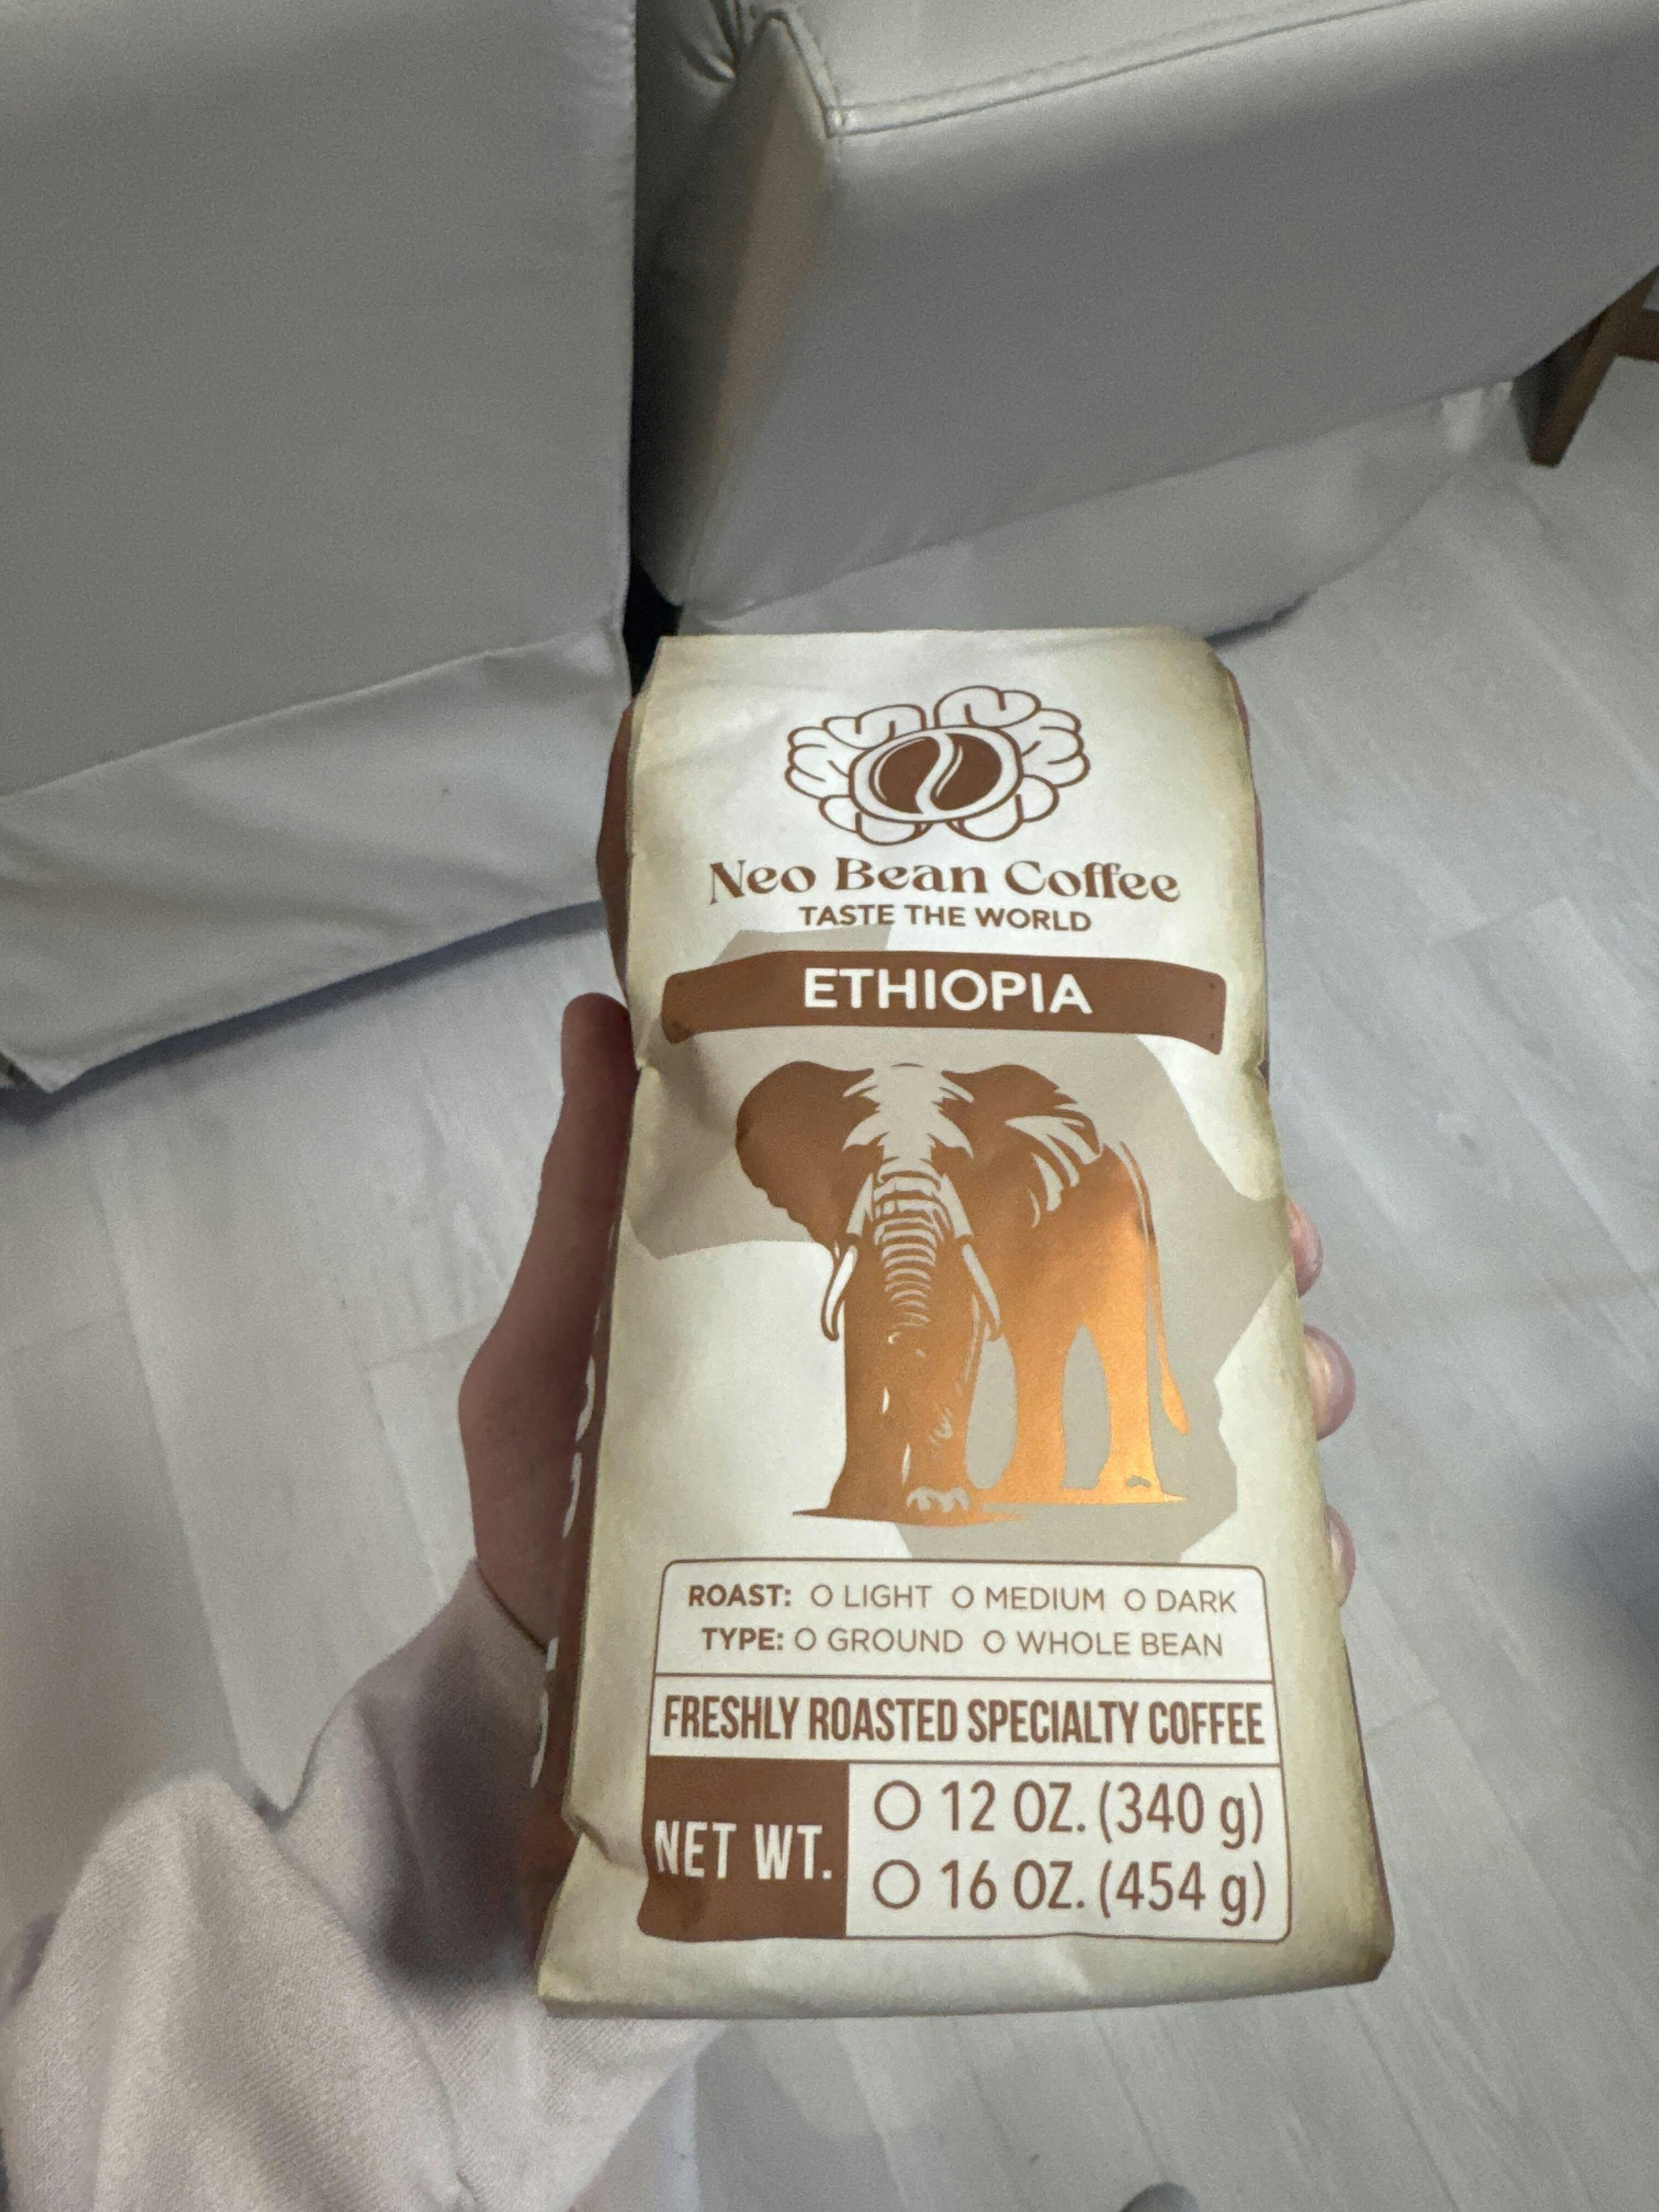 Neo Bean Coffee
TASTE THE WORLD
ETHIOPIA
ROAST: O LIGHT O MEDIUM O DARK
TYPE: O GROUND O WHOLE BEAN
FRESHLY ROASTED SPECIALTY COFFEE
NET WT.
O 12 OZ. (340 g)
O 16 OZ. (454 g)